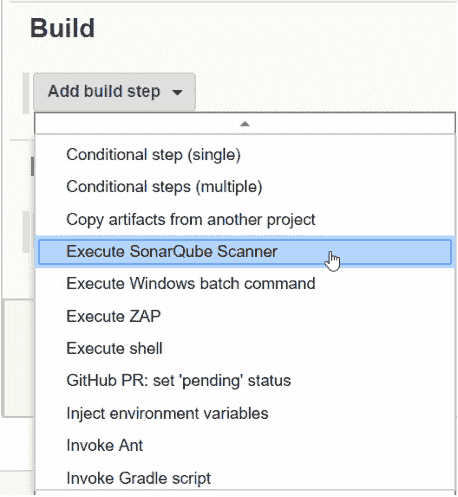 Build
Add build step
Conditional step (single)
Conditional steps (multiple)
Copy artifacts from another project
Execute SonarQube Scanner
Execute Windows batch command
Execute ZAP
Execute shell
GitHub PR: set 'pending' status
Inject environment variables
Invoke Ant
Invoke Gradle script